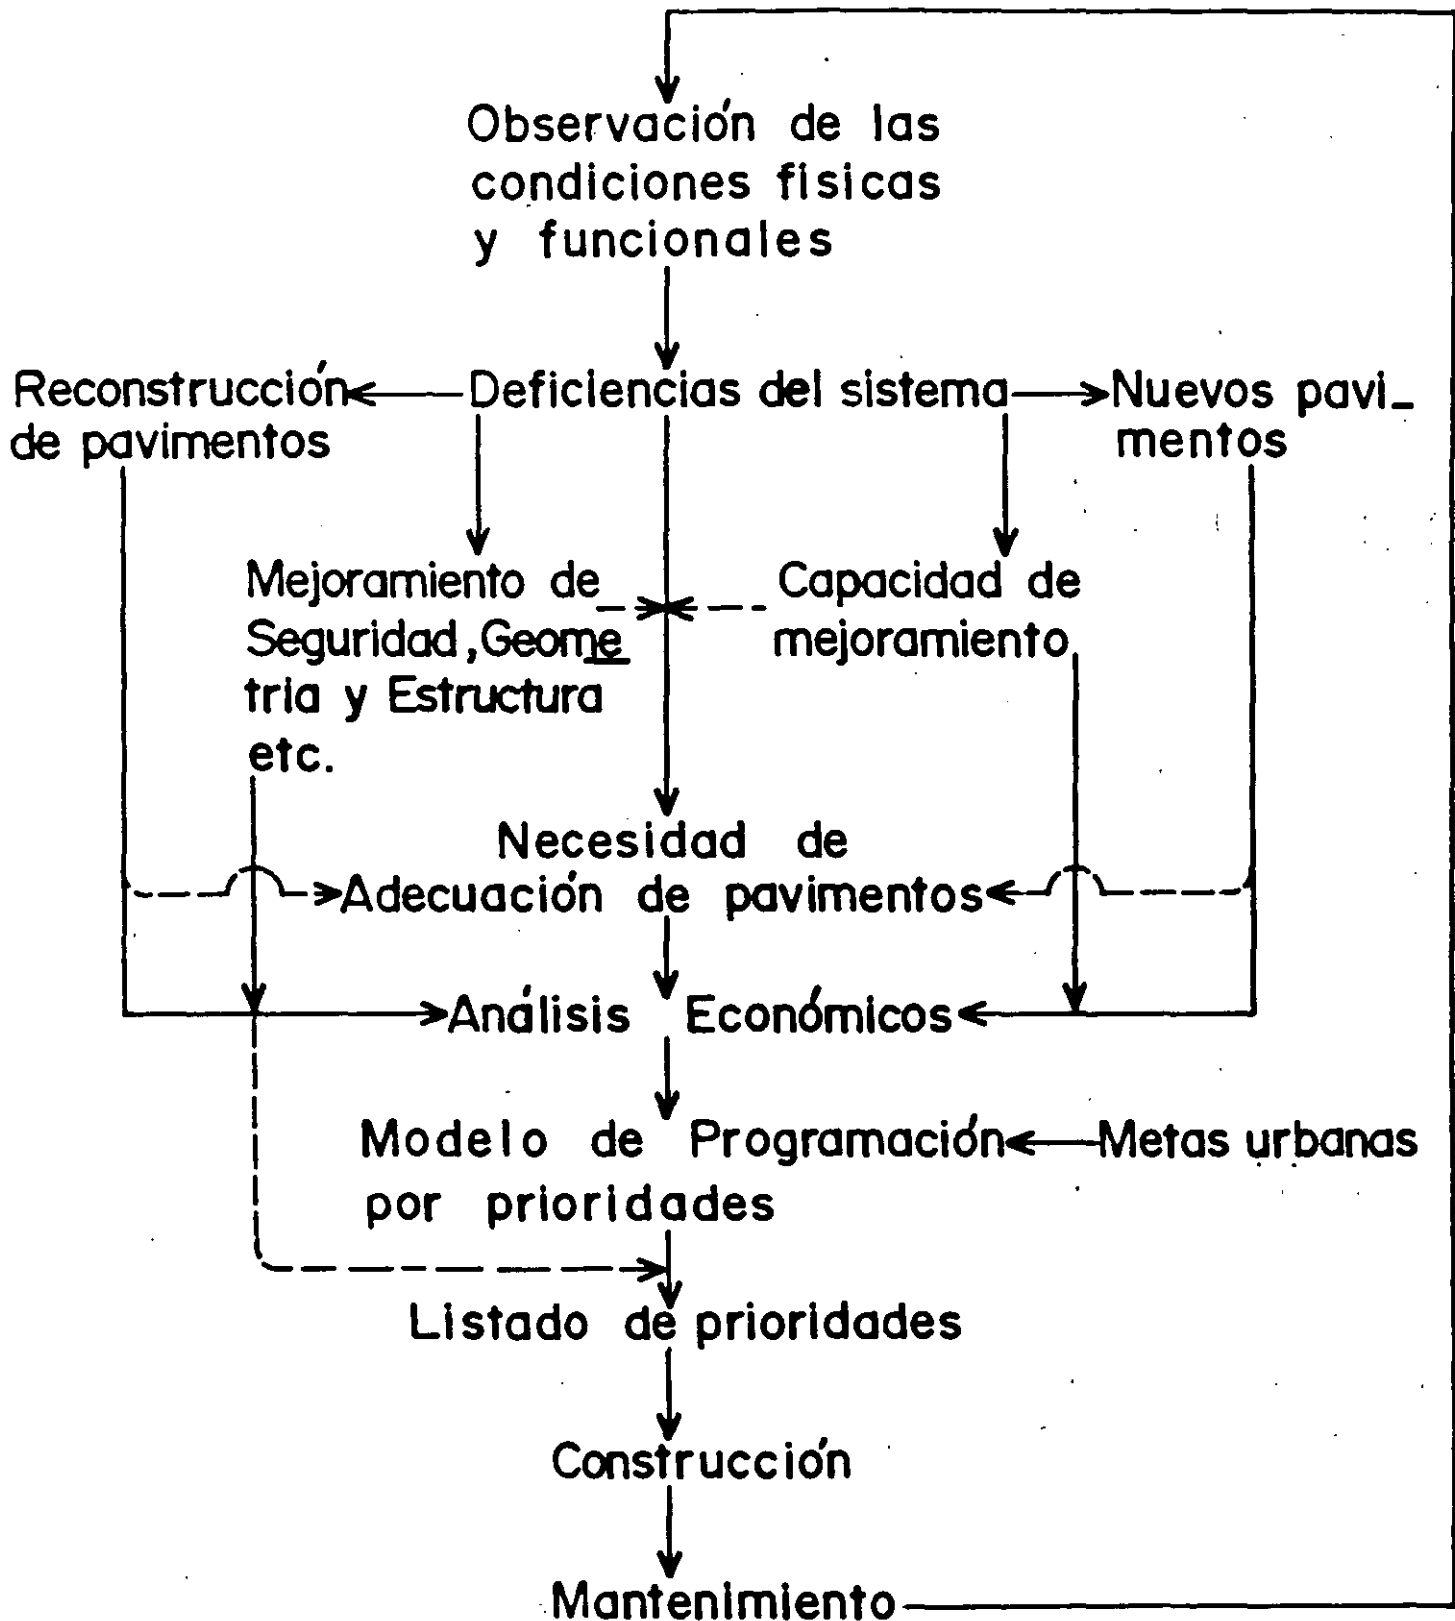 Observación de las
condiciones físicas
y funcionales
Reconstrucción
de pavimentos
Deficiencias del sistema
Nuevos pavi_
mentos
Mejoramiento de
Seguridad, Geome
tria y Estructura
etc.
Capacidad de
mejoramiento
Necesidad de
Adecuación de pavimentos
Análisis Económicos
Modelo de Programación
por prioridades
Metas urbanas
Listado de prioridades
Construcción
Mantenimiento